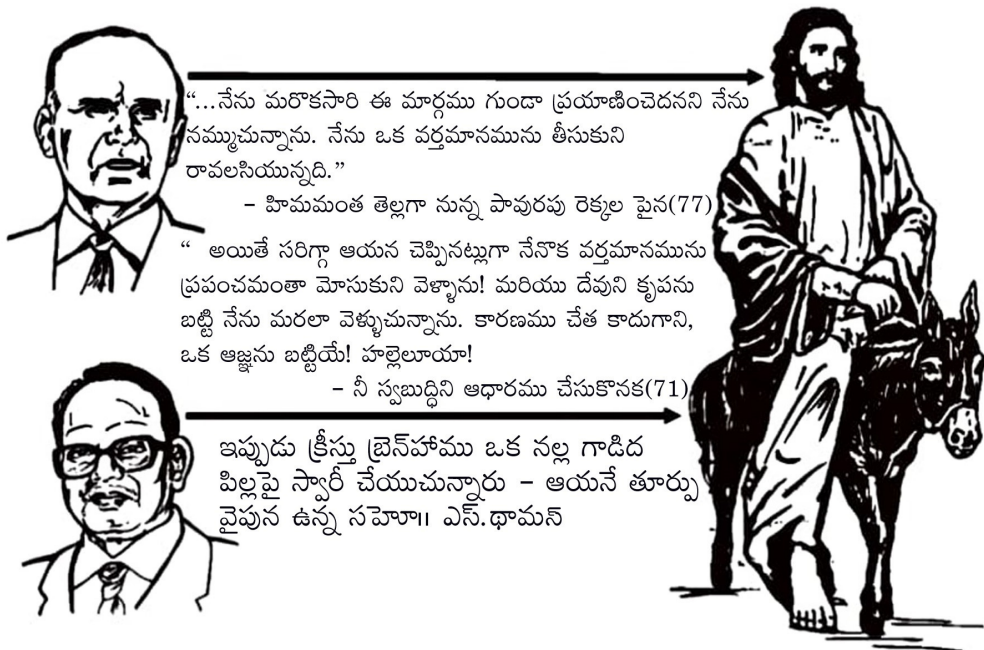 “...నేను మరొకసారి ఈ మార్గము గుండా ప్రయాణించెదనని నేను
నమ్ముచున్నాను. నేను ఒక వర్తమానమును తీసుకుని
రావలసియున్నది.”
– హిమమంత తెల్లగా నున్న పావురపు రెక్కల పైన(77)
“ అయితే సరిగ్గా ఆయన చెప్పినట్లుగా నేనొక వర్తమానమును
ప్రపంచమంతా మోసుకుని వెళ్ళాను! మరియు దేవుని కృపను
బట్టి నేను మరలా వెళ్ళుచున్నాను. కారణము చేత కాదుగాని,
ఒక ఆజ్ఞను బట్టియే! హల్లెలూయా!
– నీ స్వబుద్ధిని ఆధారము చేసుకొనక(71)
ఇప్పుడు క్రీస్తు బ్రెన్‌హాము ఒక నల్ల గాడిద
పిల్లపై స్వారీ చేయుచున్నారు – ఆయనే తూర్పు
వైపున ఉన్న సహో॥ ఎస్.థామన్